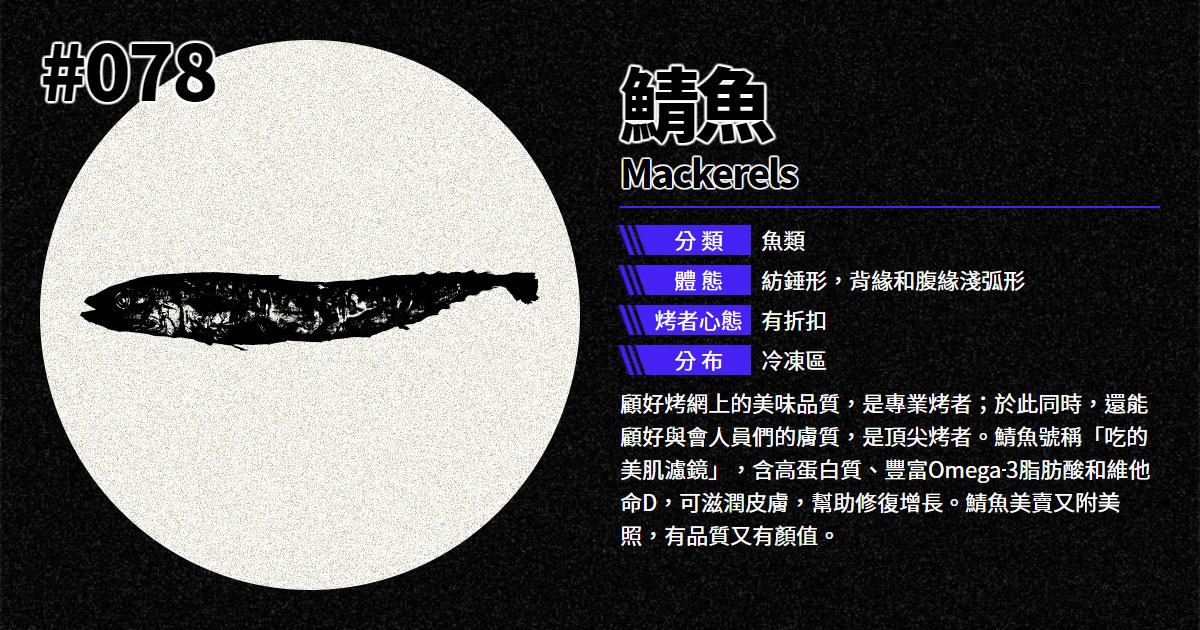 #078
鯖魚
Mackerels
分類 魚類
體態 紡錘形，背緣和腹緣淺弧形
烤者心態 有折扣
分布 冷凍區
顧好烤網上的美味品質，是專業烤者；於此同時，還能
顧好與會人員們的膚質，是頂尖烤者。鯖魚號稱「吃的
美肌濾鏡」，含高蛋白質、豐富Omega-3脂肪酸和維他
命D，可滋潤皮膚，幫助修復增長。鯖魚美賣又附美
照，有品質又有顏值。